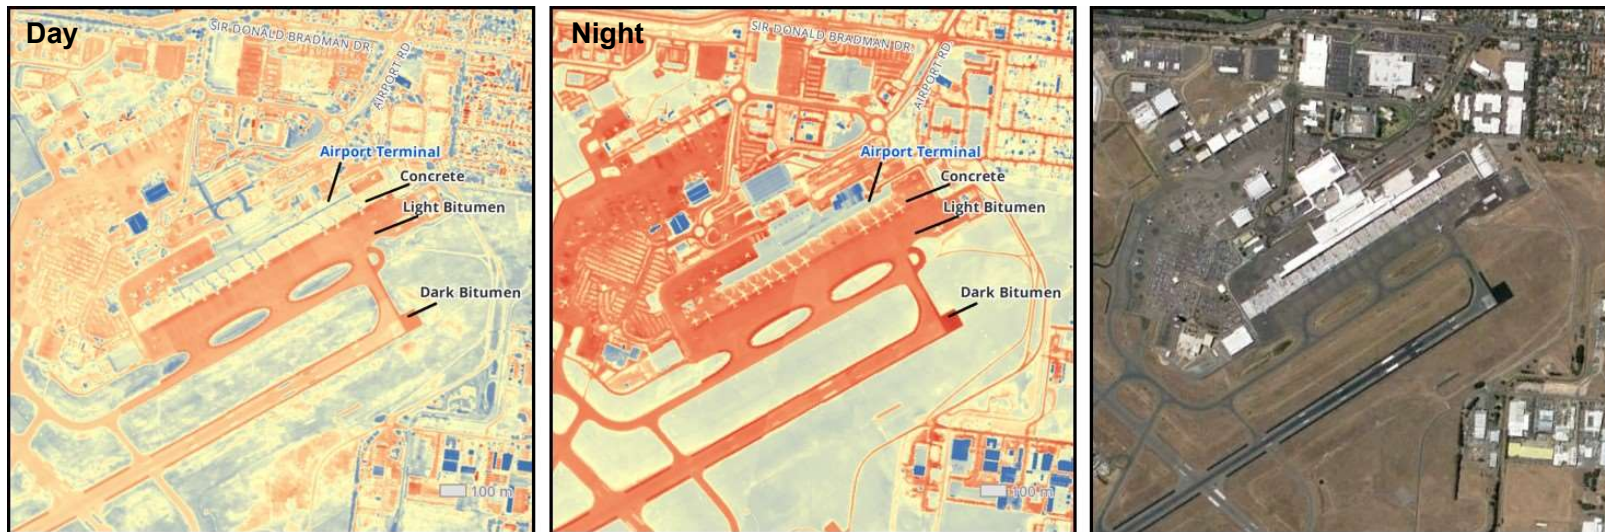 Day
SIR DONALD BRADMAN DR.
AIRPORT RD.
Airport Terminal
Concrete
Light Bitumen
Dark Bitumen
100 m
Night
SIR DONALD BRADMAN DR.
AIRPORT RD.
Airport Terminal
Concrete
Light Bitumen
Dark Bitumen
100 m